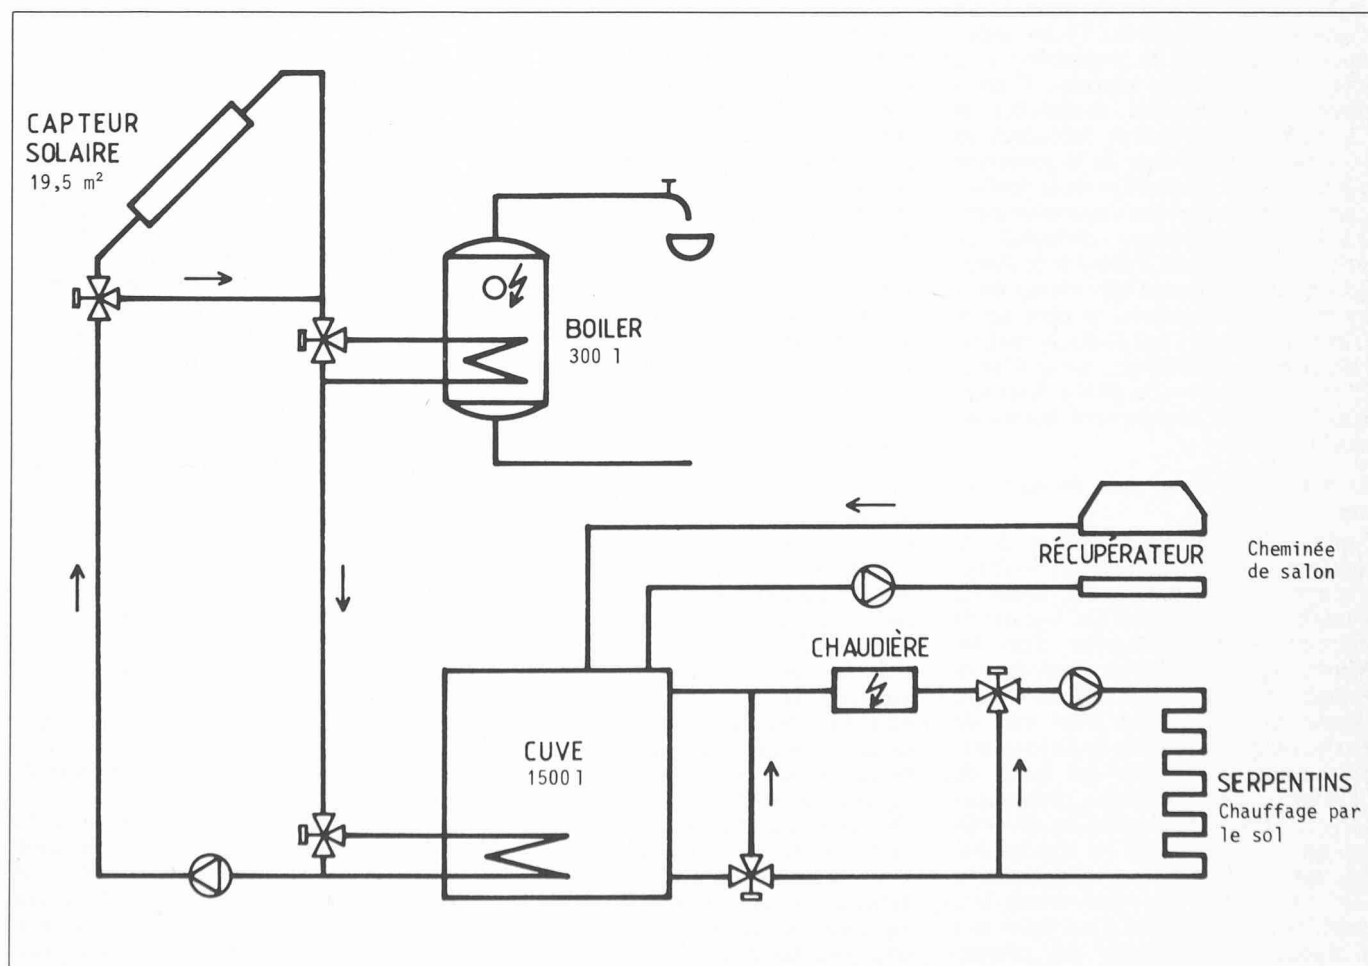 CAPTEUR
SOLAIRE
19,5 m²
BOILER
300 l
RÉCUPÉRATEUR
Cheminée
de salon
CHAUDIÈRE
CUVE
1500 l
SERPENTINS
Chauffage par
le sol